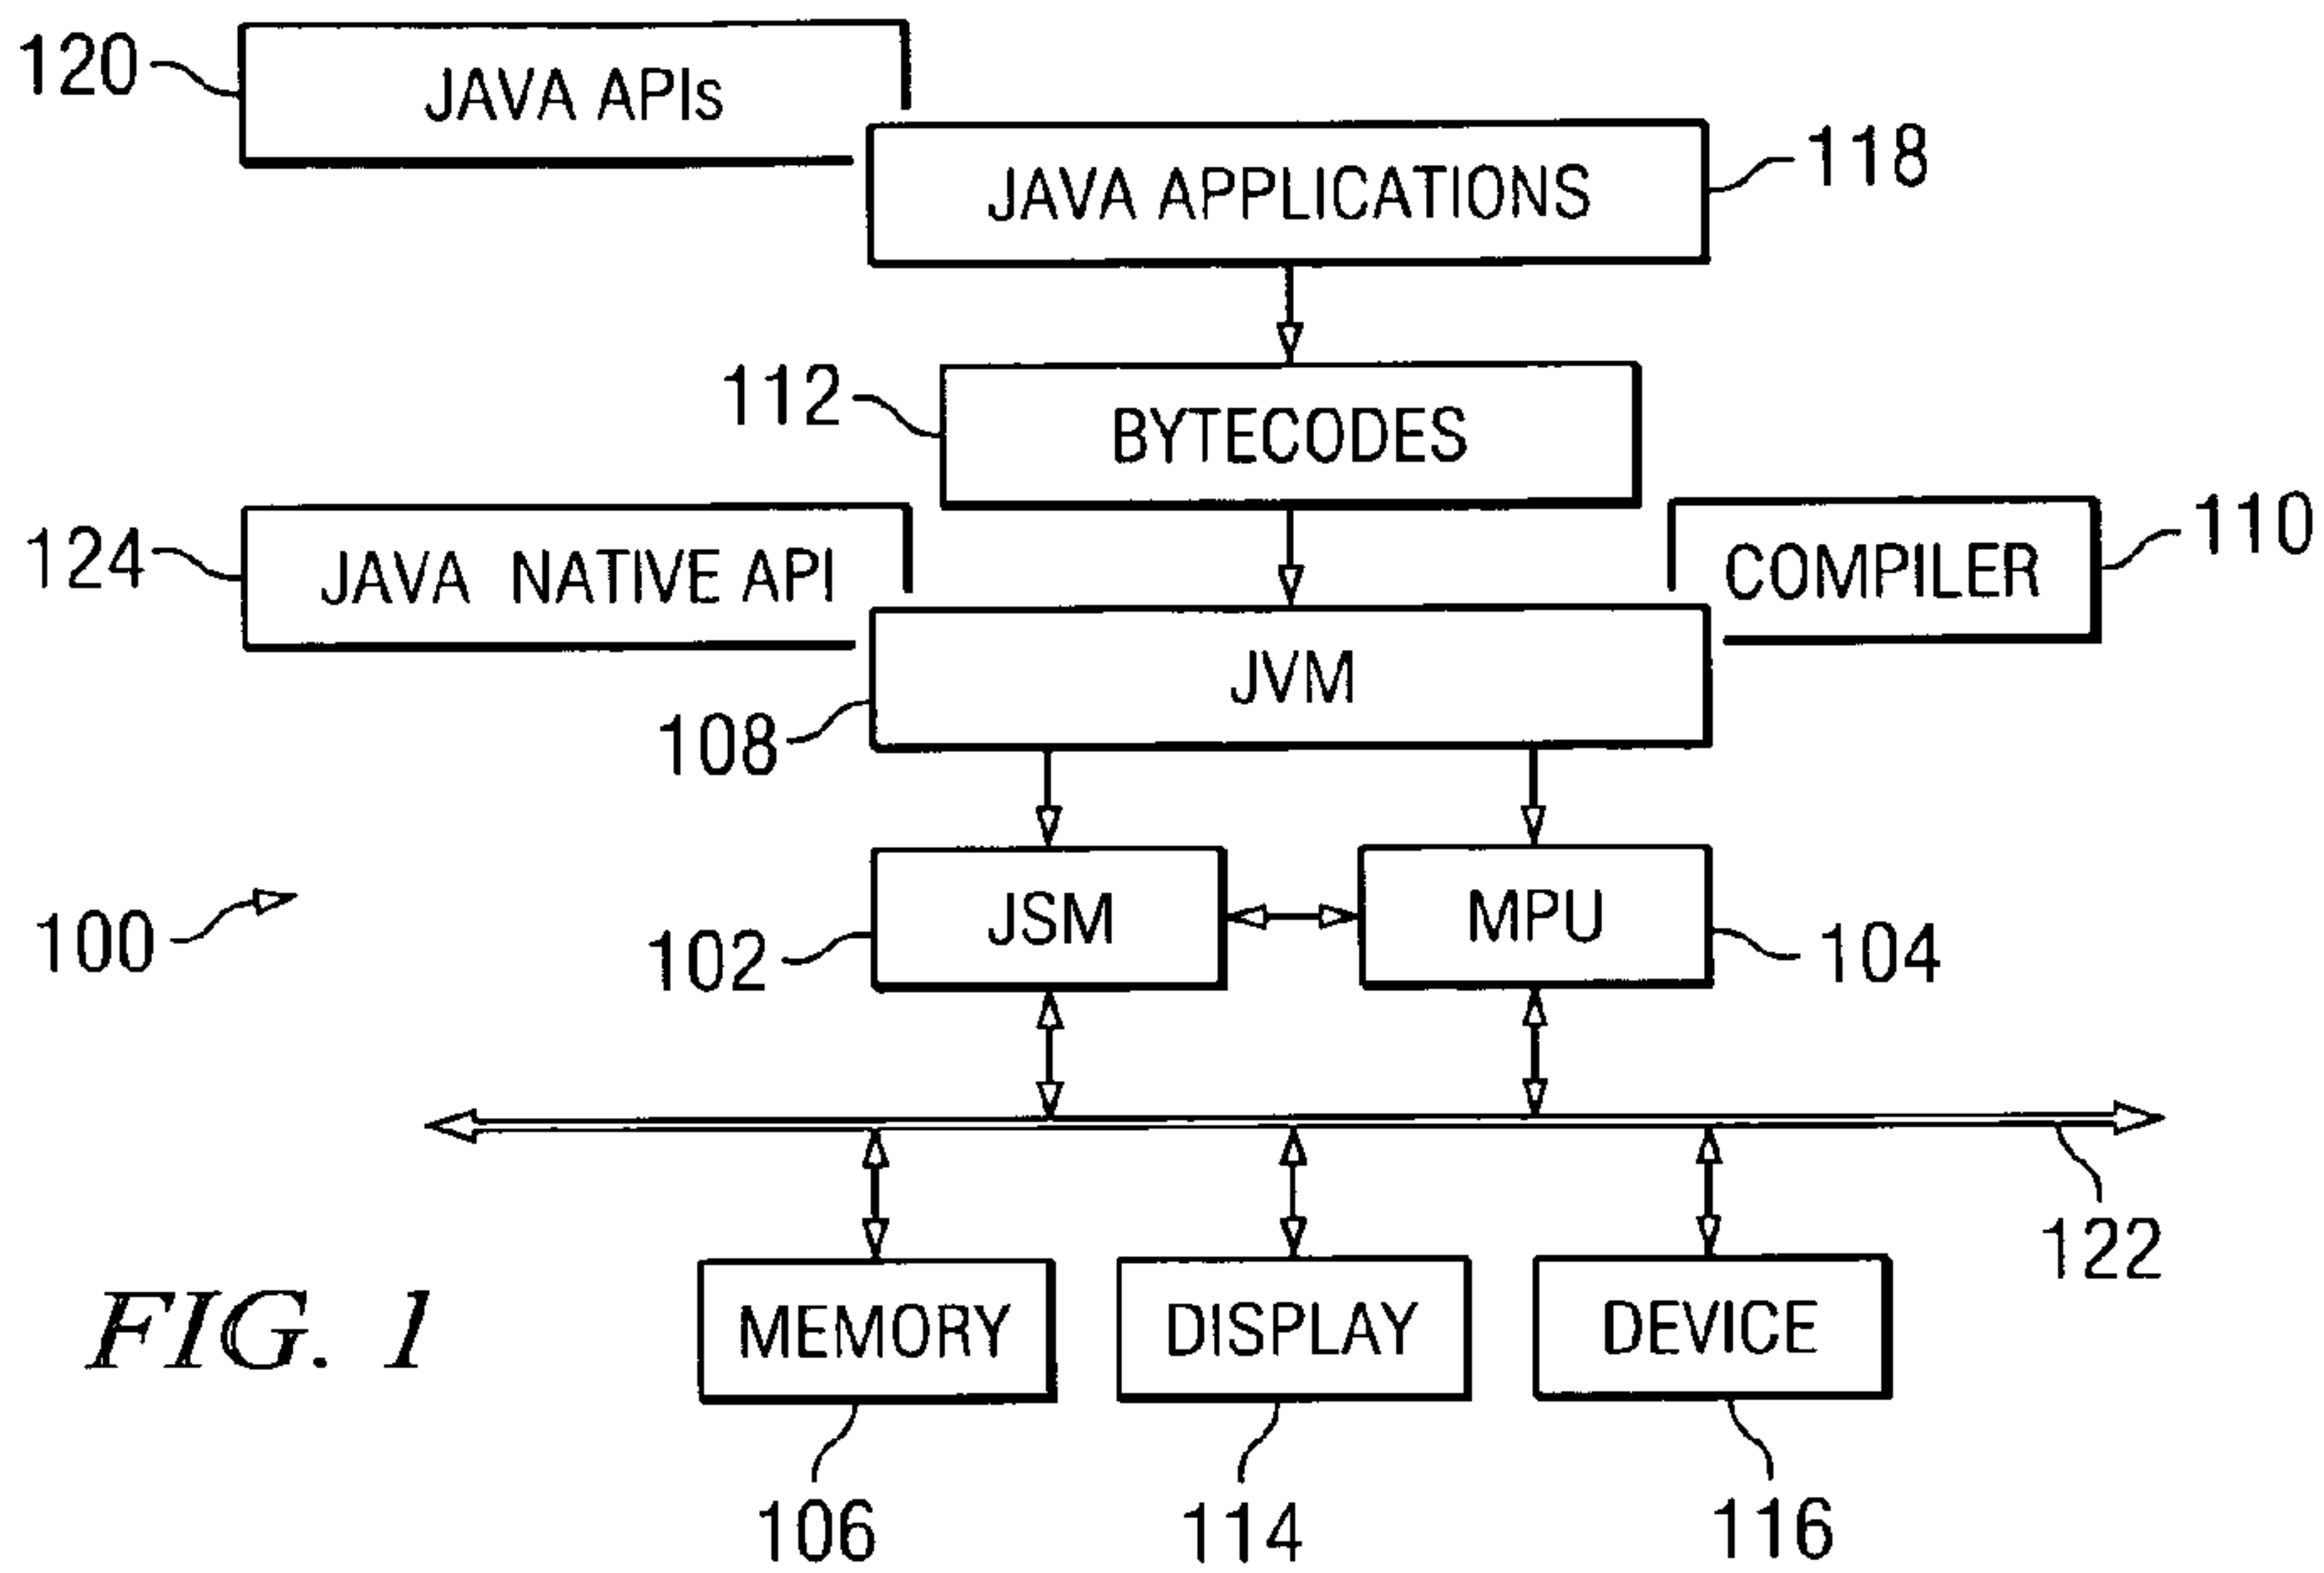 120
JAVA APIs
JAVA APPLICATIONS
118
112
BYTECODES
124
JAVA NATIVE API
COMPILER
110
JVM
108
100
JSM
MPU
102
104
122
FIG. 1
MEMORY
DISPLAY
DEVICE
106
114
116